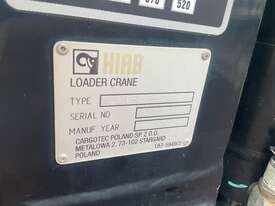 520
HIAB
LOADER CRANE
TYPE
SERIAL NO
MANUF. YEAR
CARGOTEC POLAND SP. Z O.O.
METALOWA 2, 73-102 STARGARD
POLAND